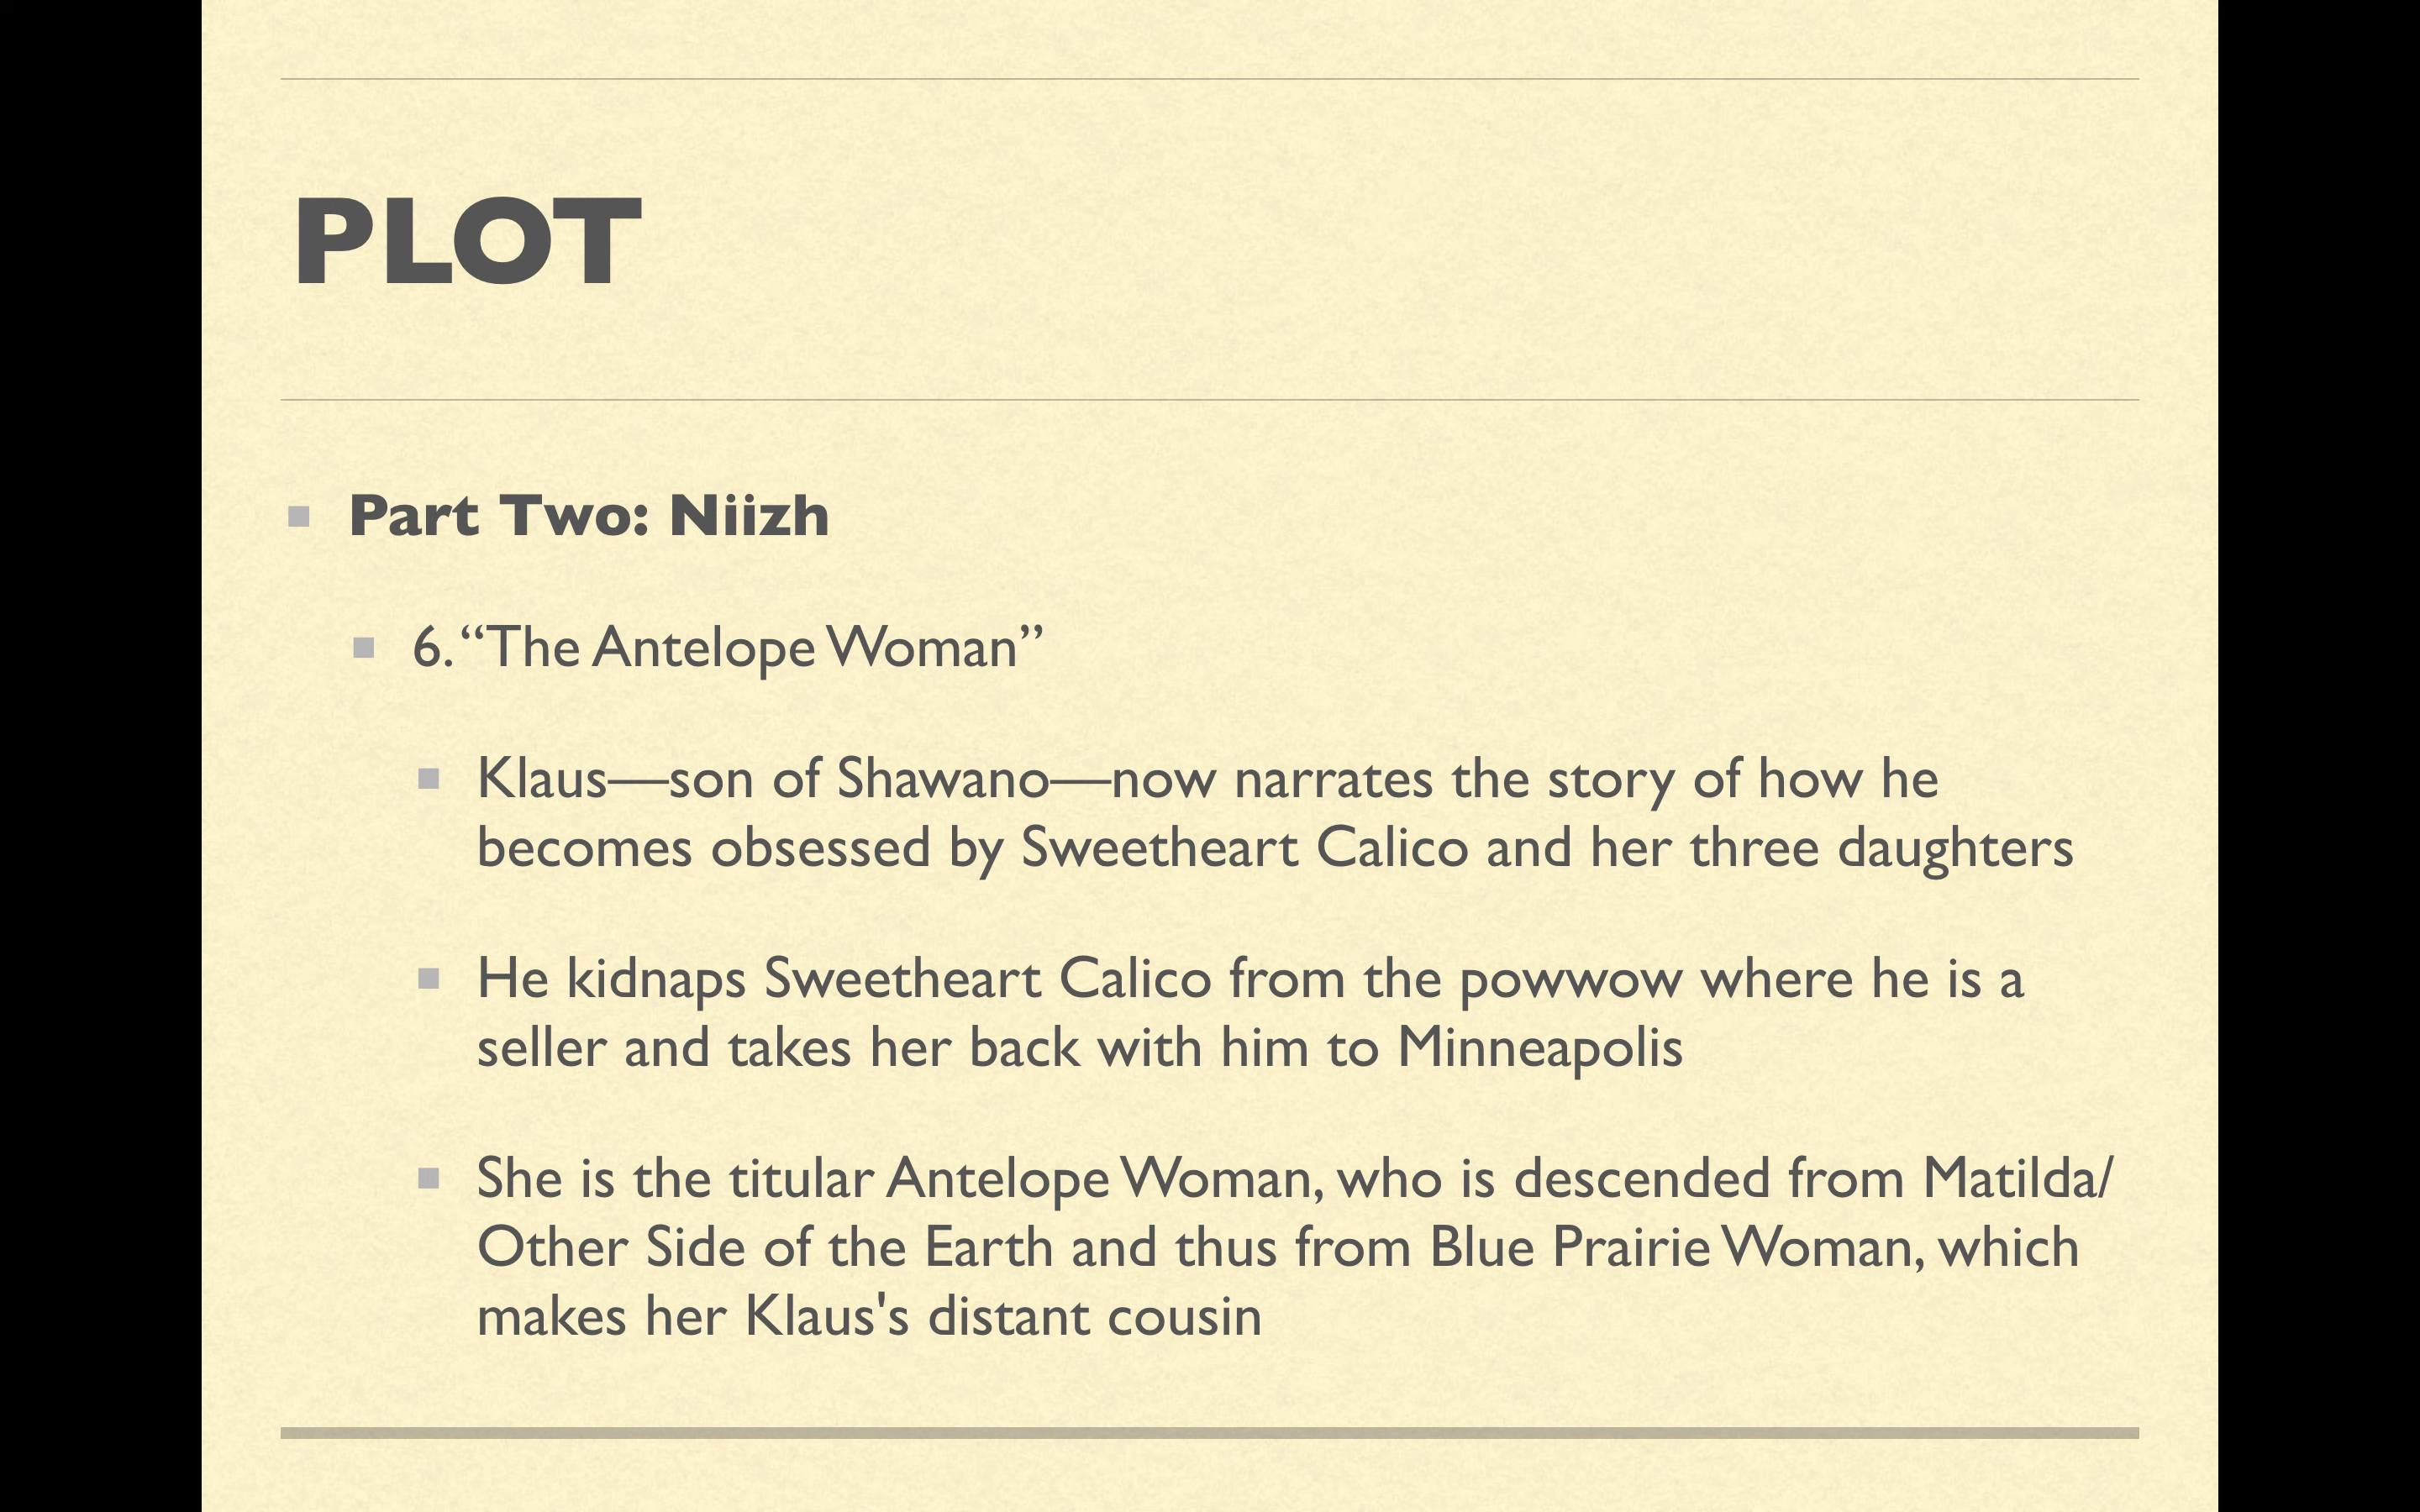 PLOT
Part Two: Niizh
6. “The Antelope Woman”
Klaus—son of Shawano—now narrates the story of how he
becomes obsessed by Sweetheart Calico and her three daughters
He kidnaps Sweetheart Calico from the powwow where he is a
seller and takes her back with him to Minneapolis
She is the titular Antelope Woman, who is descended from Matilda/
Other Side of the Earth and thus from Blue Prairie Woman, which
makes her Klaus's distant cousin